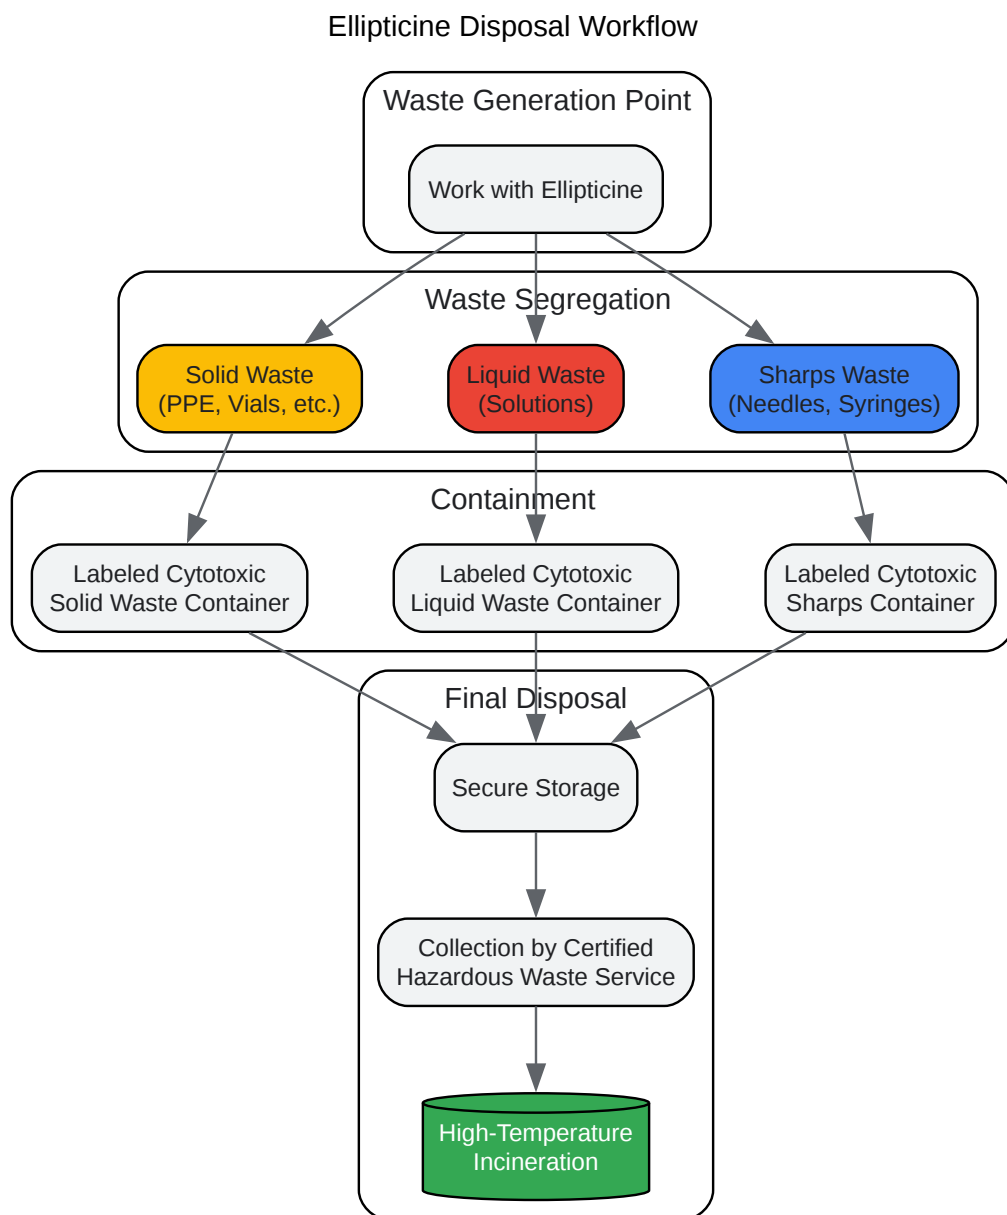 Ellipticine Disposal Workflow
Waste Generation Point
Work with Ellipticine
Waste Segregation
Solid Waste
(PPE, Vials, etc.)
Liquid Waste
(Solutions)
Sharps Waste
(Needles, Syringes)
Containment
Labeled Cytotoxic
Solid Waste Container
Labeled Cytotoxic
Liquid Waste Container
Labeled Cytotoxic
Sharps Container
Final Disposal
Secure Storage
Collection by Certified
Hazardous Waste Service
High-Temperature
Incineration